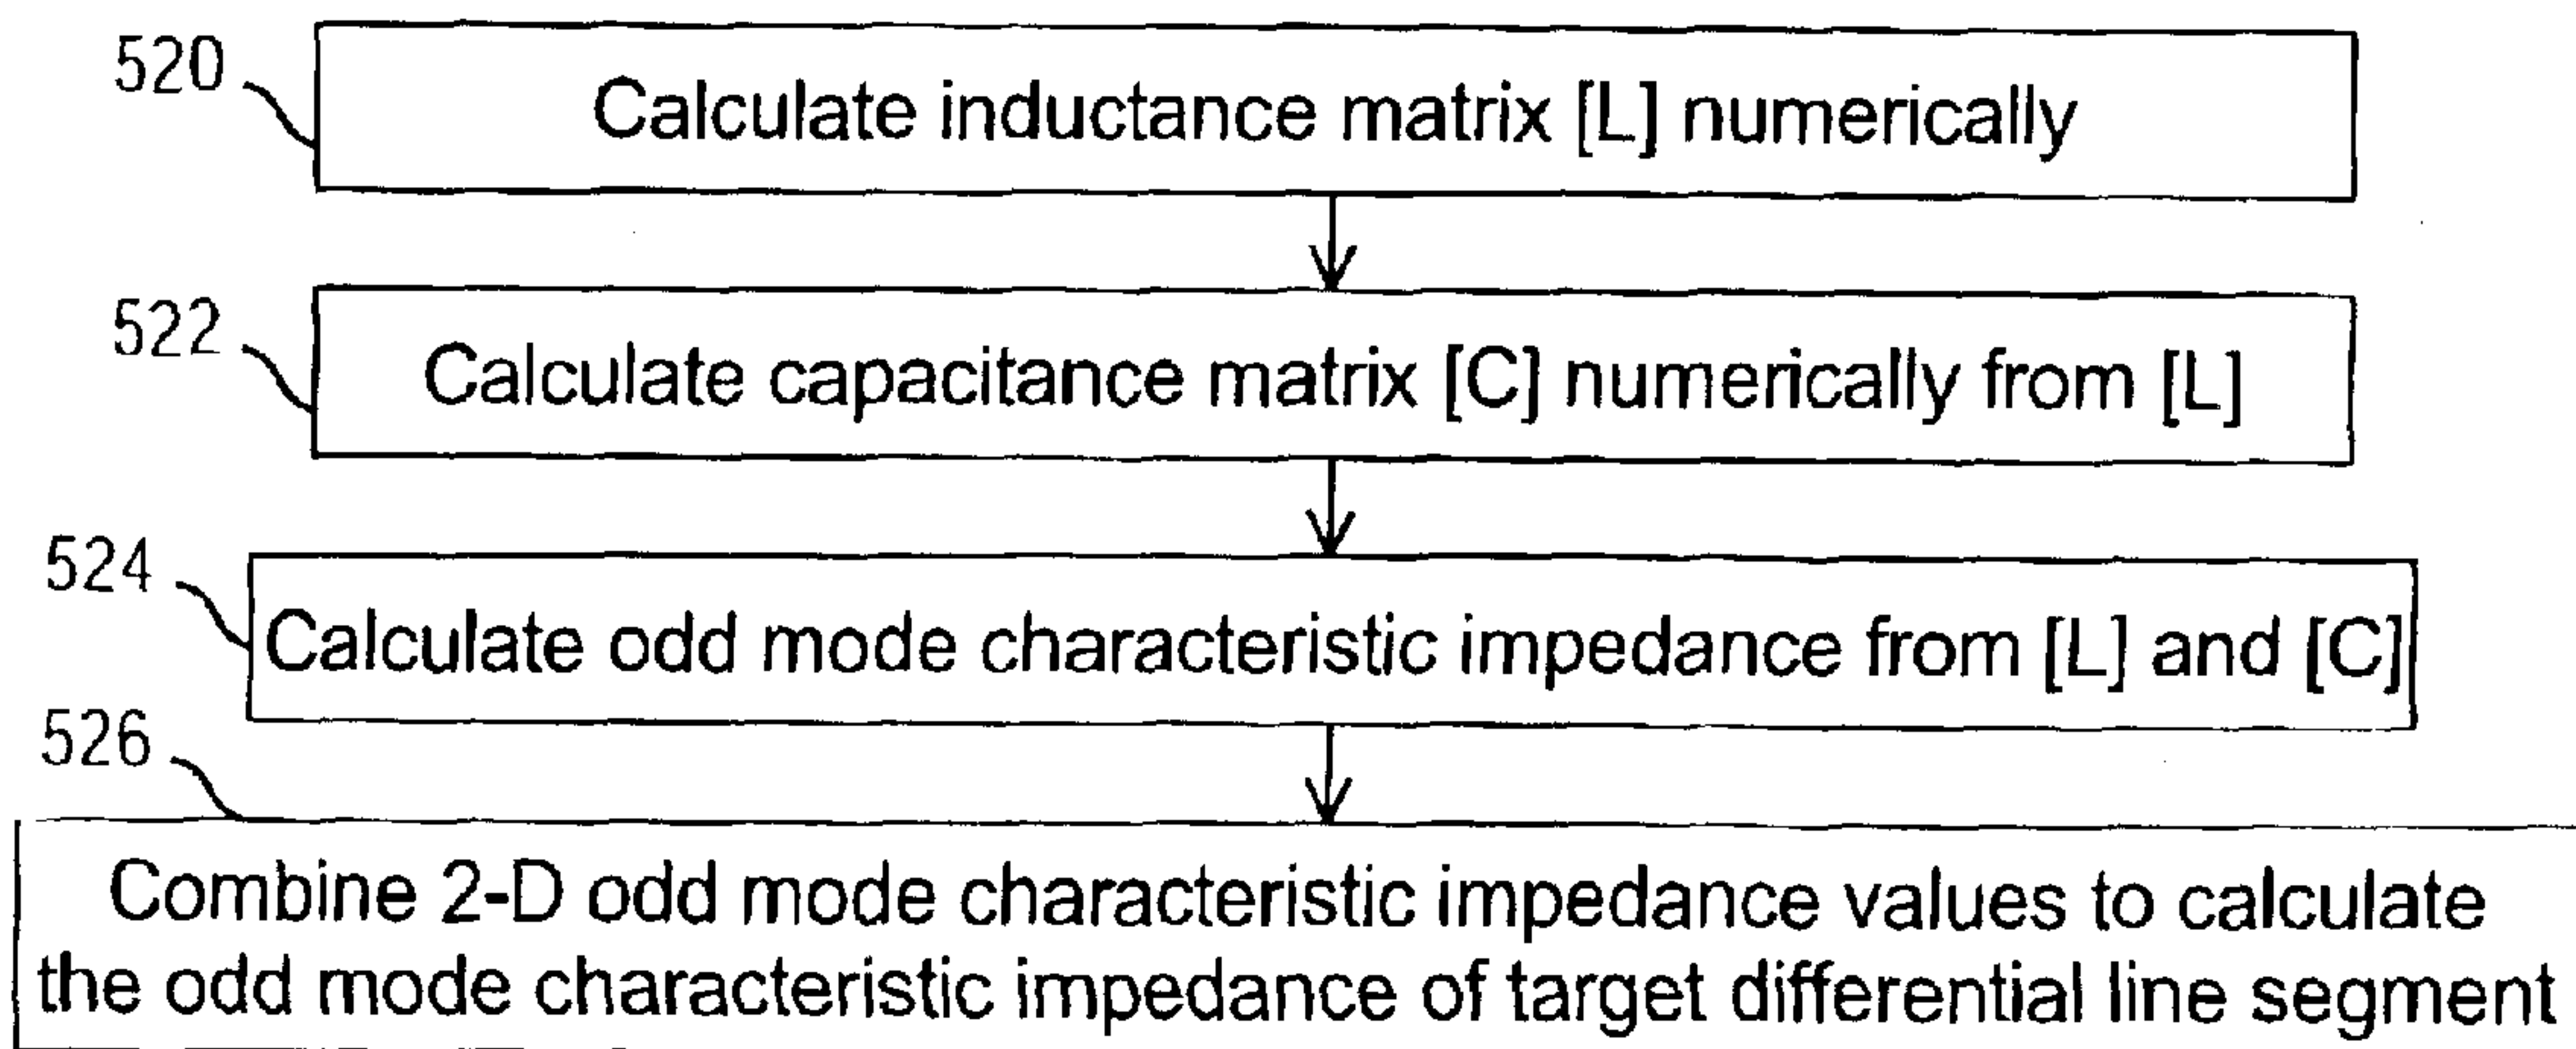 520
Calculate inductance matrix [L] numerically
522
Calculate capacitance matrix [C] numerically from [L]
524
Calculate odd mode characteristic impedance from [L] and [C]
526
Combine 2-D odd mode characteristic impedance values to calculate
the odd mode characteristic impedance of target differential line segment